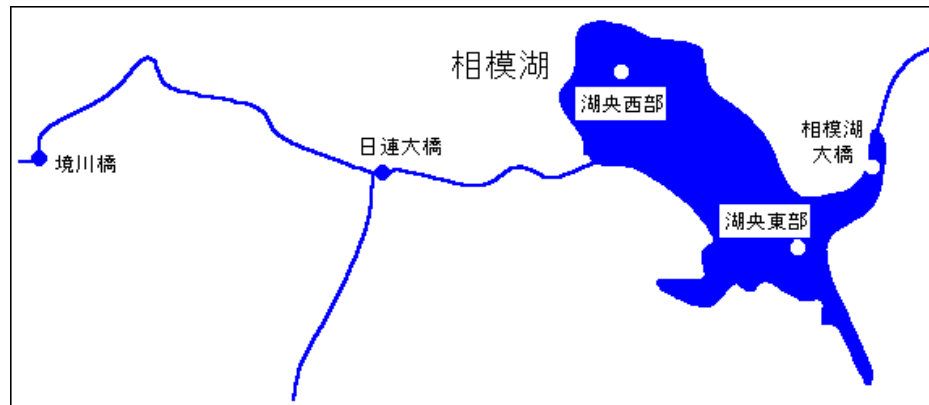 相模湖
湖央西部
相模湖
大橋
日連大橋
境川橋
湖央東部